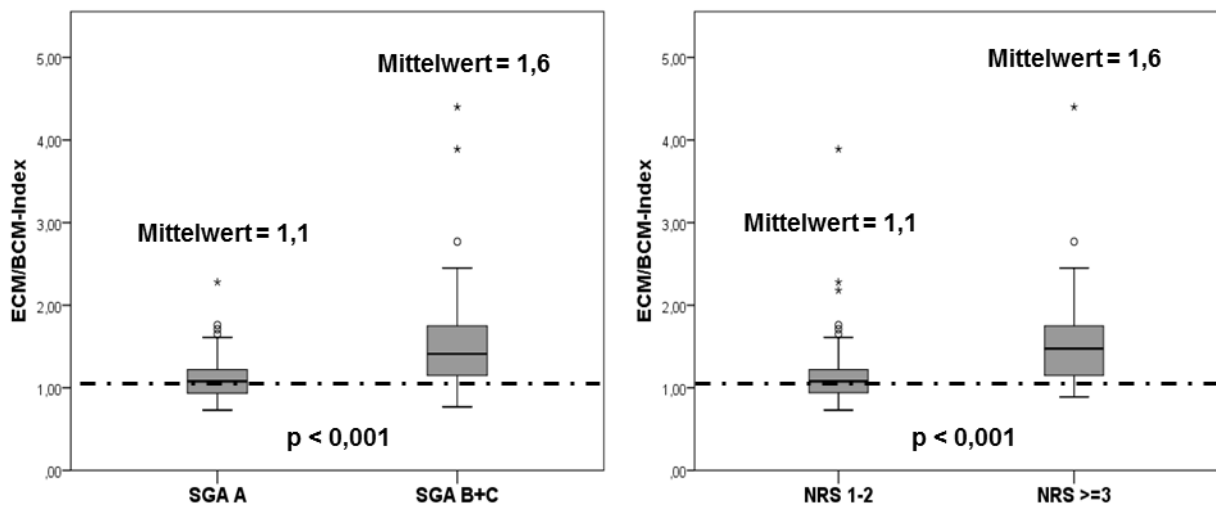 5,00
4,00
3,00
2,00
1,00
,00
ECM/BCM-Index
Mittelwert = 1,6
Mittelwert = 1,1
p < 0,001
SGA A
SGA B+C
5,00
4,00
3,00
2,00
1,00
,00
ECM/BCM-Index
Mittelwert = 1,6
Mittelwert = 1,1
p < 0,001
NRS 1-2
NRS >=3